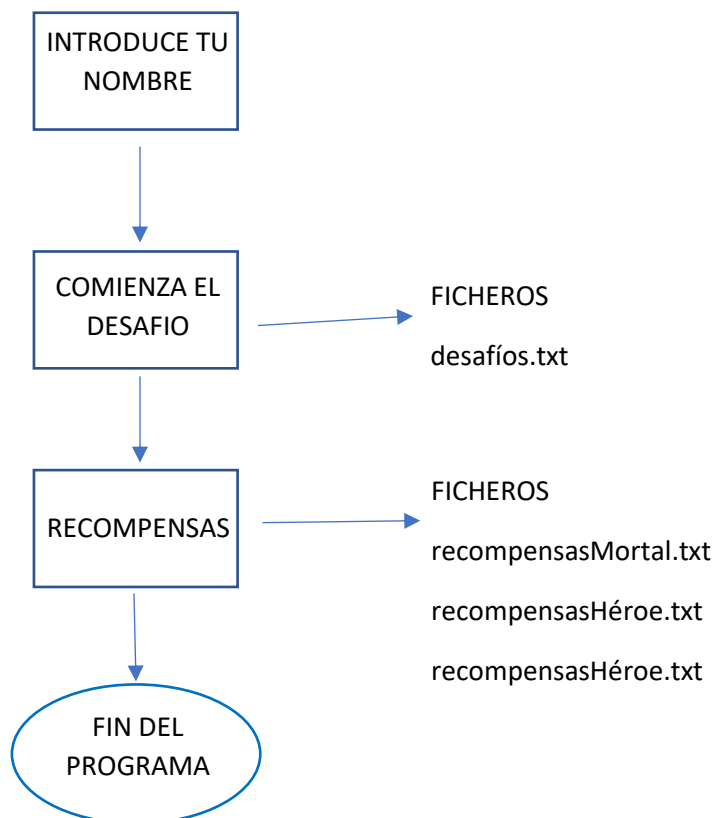 INTRODUCE TU
NOMBRE
COMIENZA EL
DESAFIO
FICHEROS
desafíos.txt
RECOMPENSAS
FICHEROS
recompensasMortal.txt
recompensasHéroe.txt
recompensasHéroe.txt
FIN DEL
PROGRAMA